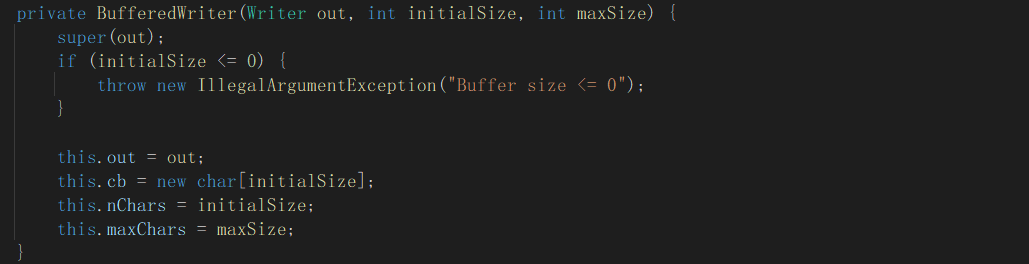 private BufferedWriter(Writer out, int initialSize, int maxSize) {
    super(out);
    if (initialSize <= 0) {
        throw new IllegalArgumentException("Buffer size <= 0");
    }

    this.out = out;
    this.cb = new char[initialSize];
    this.nChars = initialSize;
    this.maxChars = maxSize;
}